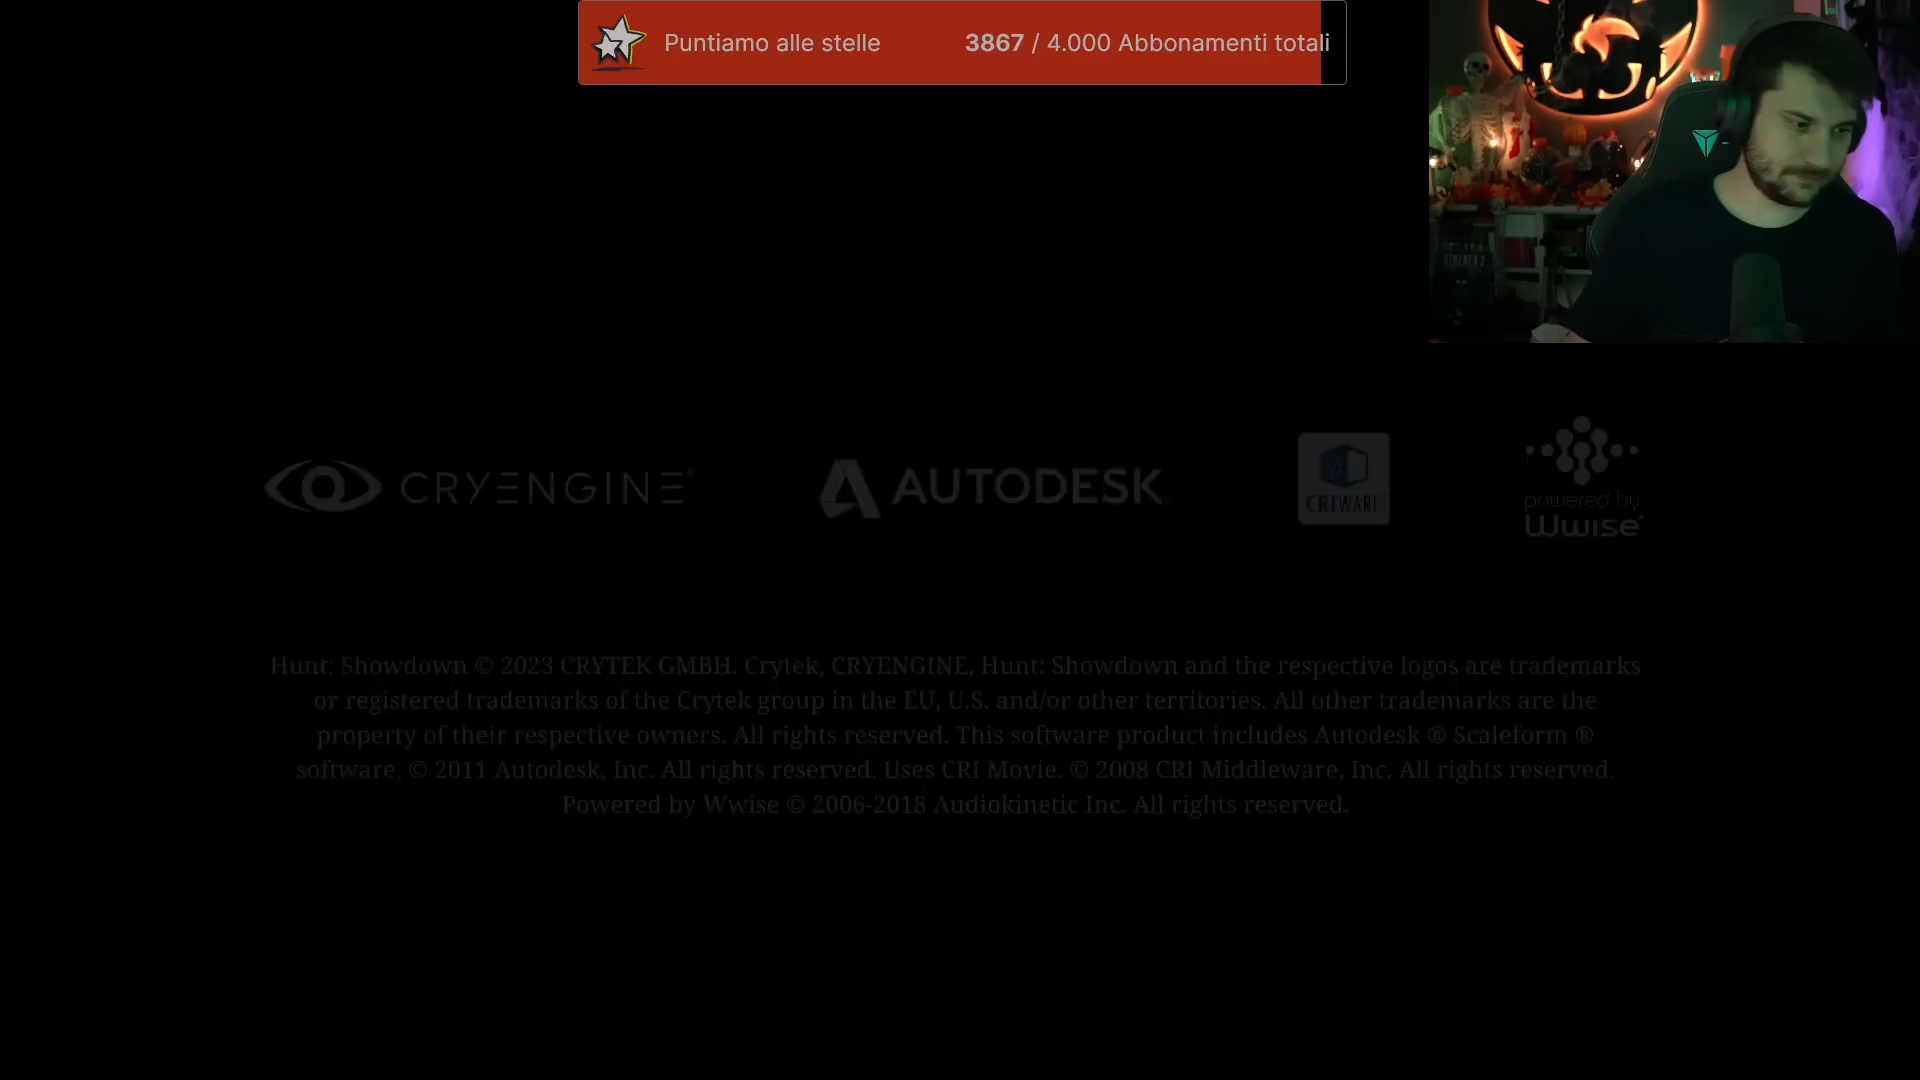 Puntiamo alle stelle 3867 / 4.000 Abbonamenti totali
CRYENGINE®
AUTODESK
CRIWARE
powered by
Wwise®
Hunt: Showdown © 2023 CRYTEK GMBH. Crytek, CRYENGINE, Hunt: Showdown and the respective logos are trademarks
or registered trademarks of the Crytek group in the EU, U.S. and/or other territories. All other trademarks are the
property of their respective owners. All rights reserved. This software product includes Autodesk ® Scaleform ®
software, © 2011 Autodesk, Inc. All rights reserved. Uses CRI Movie. © 2008 CRI Middleware, Inc. All rights reserved.
Powered by Wwise © 2006-2018 Audiokinetic Inc. All rights reserved.